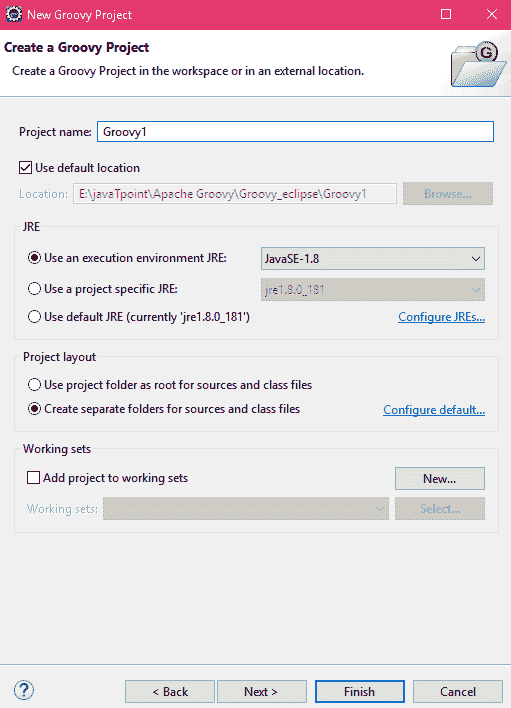 New Groovy Project
Create a Groovy Project
Create a Groovy Project in the workspace or in an external location.
G
Project name: Groovy1
Use default location
Location: E:\javaTpoint\Apache Groovy\Groovy_eclipse\Groovy1 Browse...
JRE
Use an execution environment JRE: JavaSE-1.8
Use a project specific JRE: jre1.8.0_181
Use default JRE (currently 'jre1.8.0_181') Configure JREs...
Project layout
Use project folder as root for sources and class files
Create separate folders for sources and class files Configure default...
Working sets
Add project to working sets New...
Working sets: Select...
? < Back Next > Finish Cancel